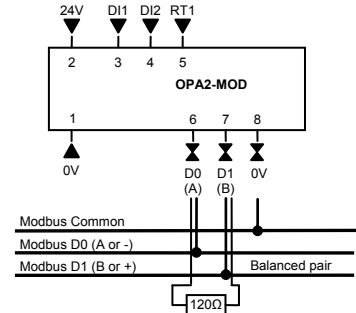 24V DI1 DI2 RT1
2 3 4 5
OPA2-MOD
1 6 7 8
0V D0 D1 0V
(A) (B)
Modbus Common
Modbus D0 (A or -)
Modbus D1 (B or +) Balanced pair
120Ω